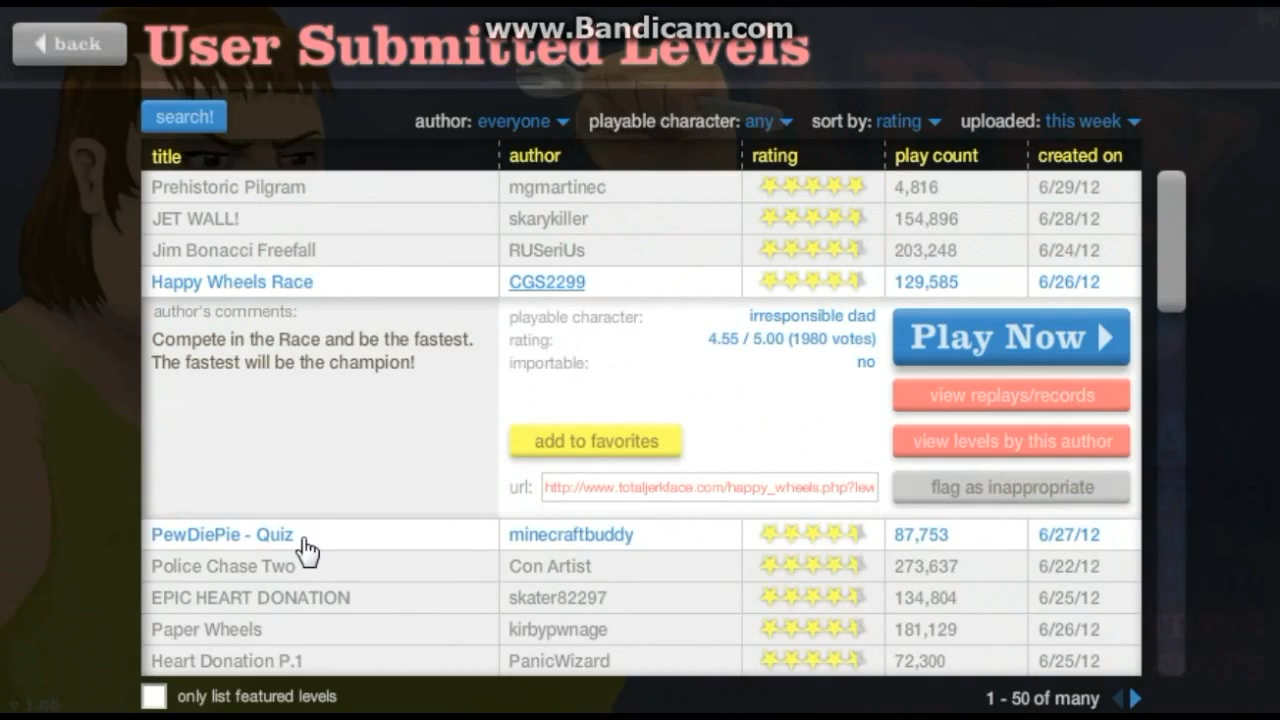 www.Bandicam.com
back
User Submitted Levels
search!
author: everyone playable character: any sort by: rating uploaded: this week
title author rating play count created on
Prehistoric Pilgram mgmartinec 4,816 6/29/12
JET WALL! skarykiller 154,896 6/28/12
Jim Bonacci Freefall RUSeriUs 203,248 6/24/12
Happy Wheels Race CGS2299 129,585 6/26/12
author's comments:
Compete in the Race and be the fastest.
The fastest will be the champion!
playable character: irresponsible dad
rating: 4.55 / 5.00 (1980 votes)
importable: no
add to favorites
url: http://www.totaljerkface.com/happy_wheels.php?lev
Play Now
view replays/records
view levels by this author
flag as inappropriate
PewDiePie - Quiz minecraftbuddy 87,753 6/27/12
Police Chase Two Con Artist 273,637 6/22/12
EPIC HEART DONATION skater82297 134,804 6/25/12
Paper Wheels kirbypwnage 181,129 6/26/12
Heart Donation P.1 PanicWizard 72,300 6/25/12
only list featured levels 1 - 50 of many